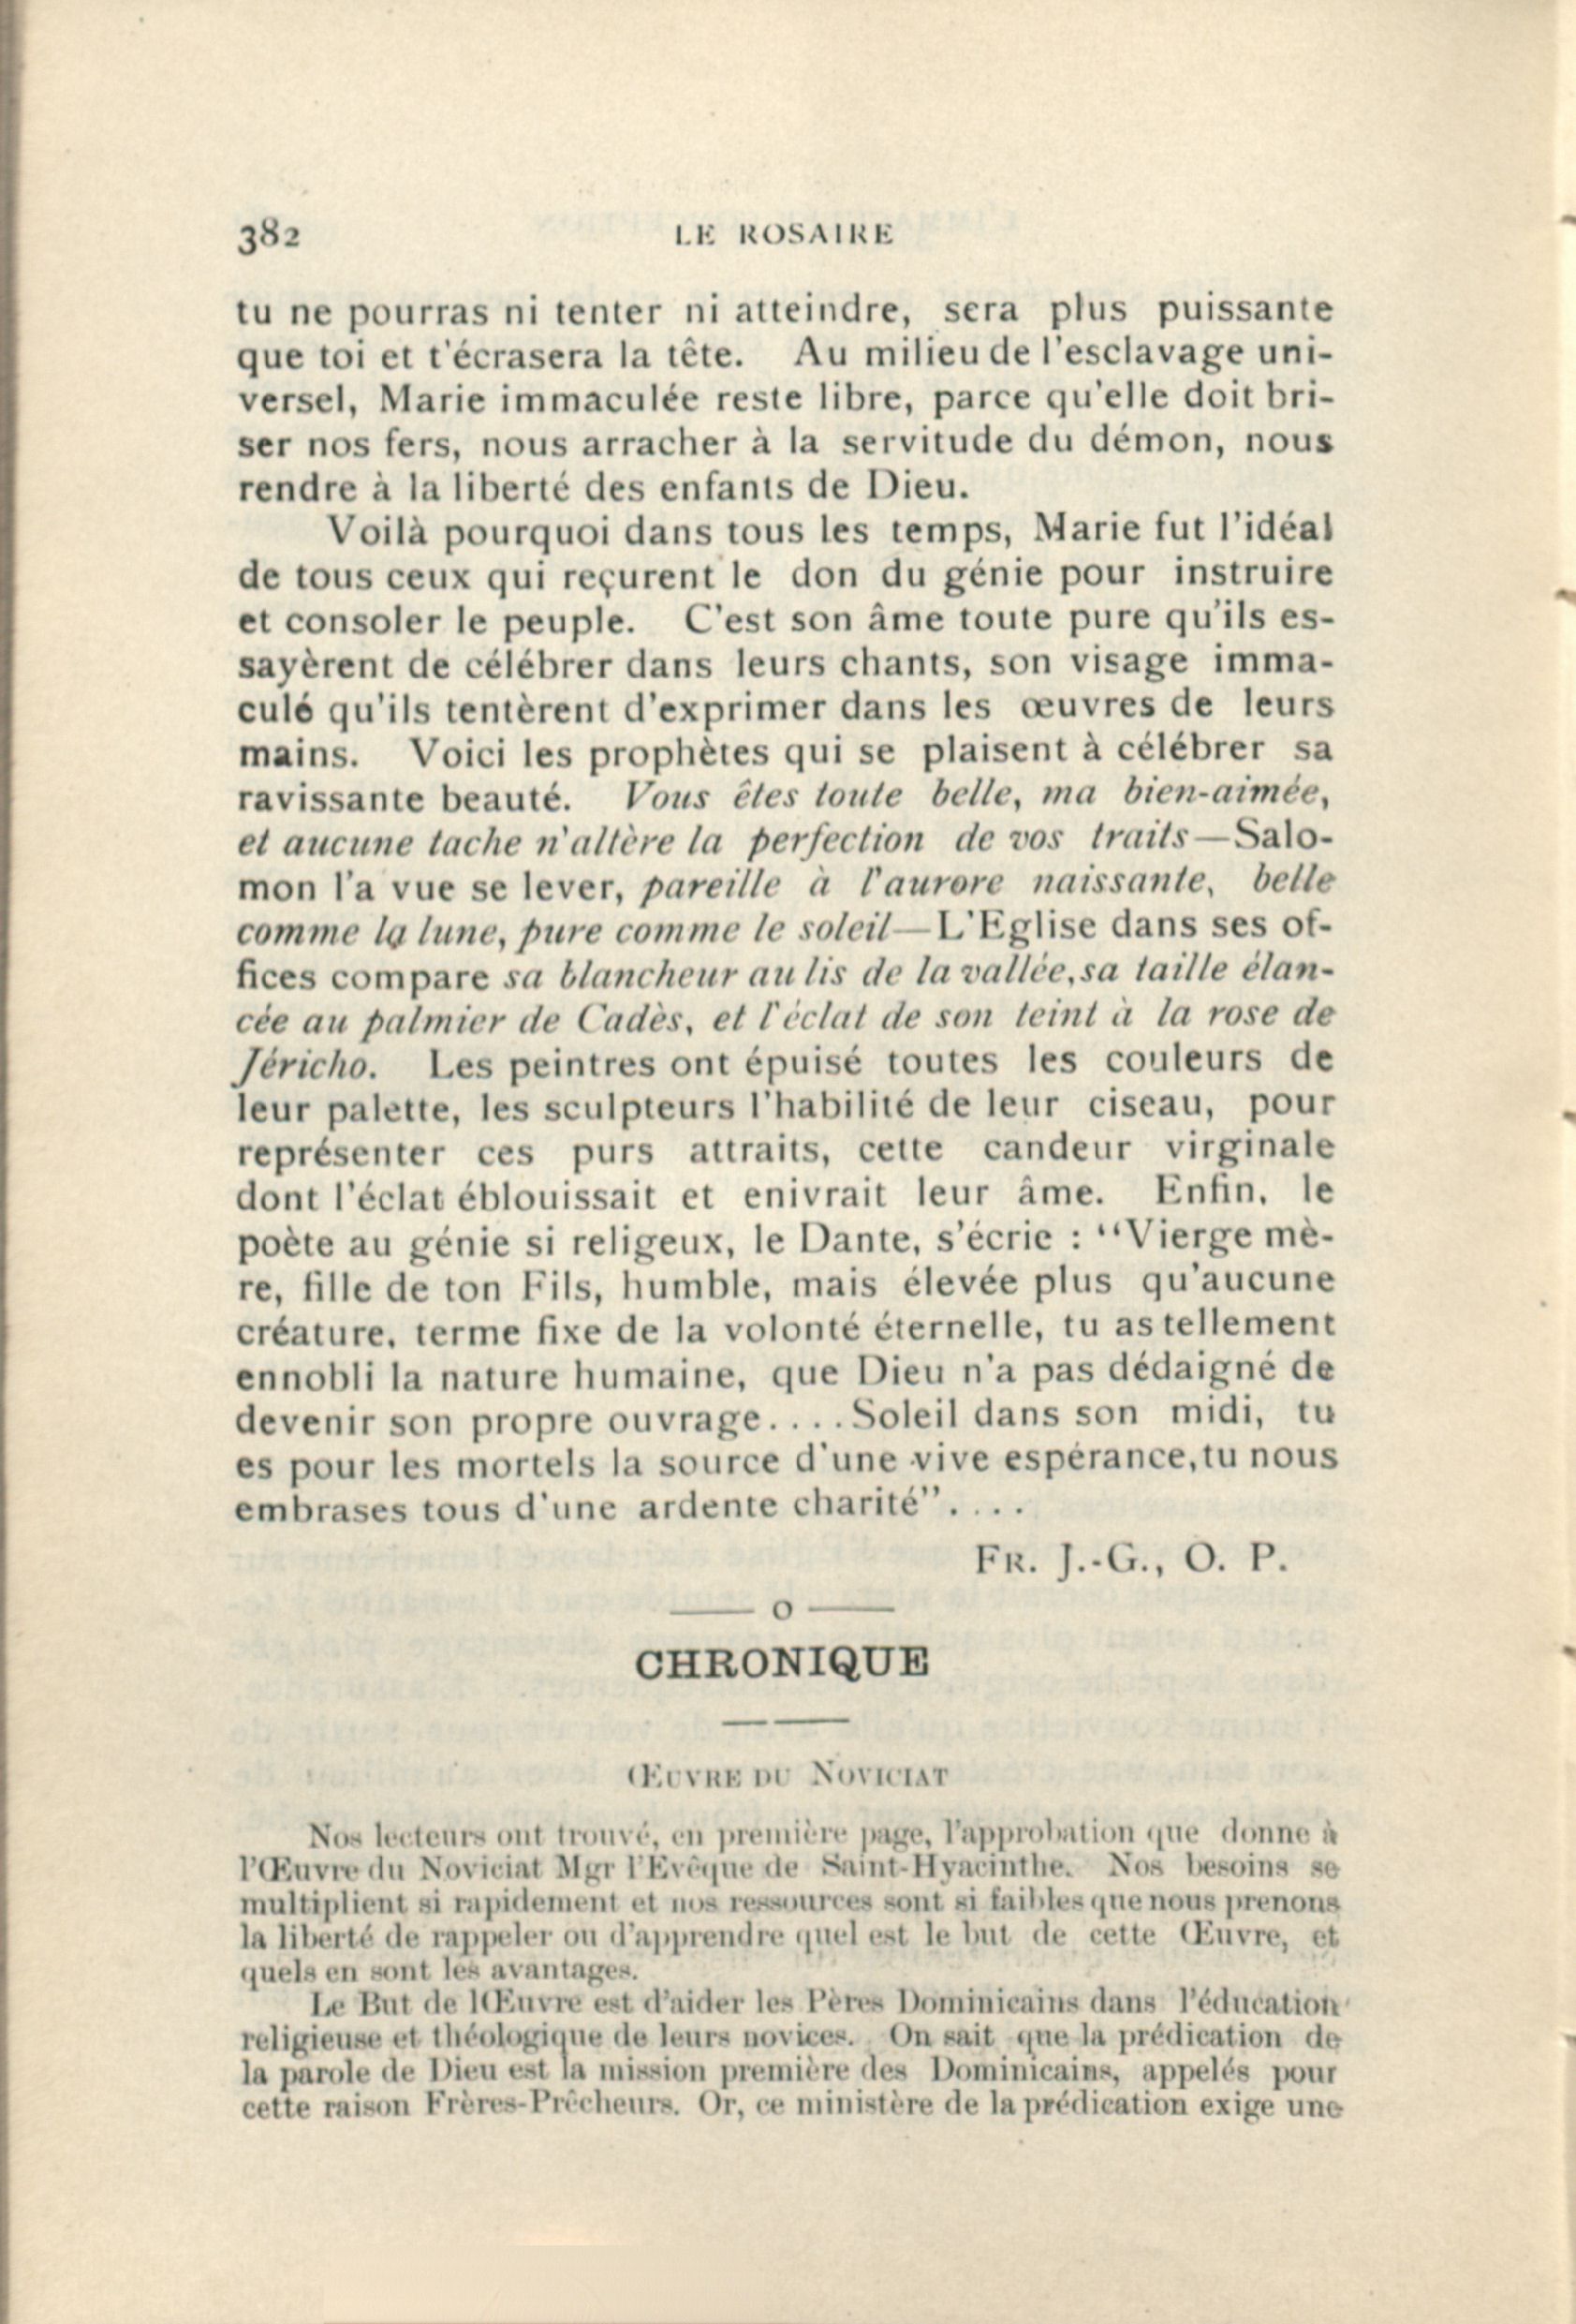 382 LE ROSAIRE
tu ne pourras ni tenter ni atteindre, sera plus puissante
que toi et t'écrasera la tête. Au milieu de l'esclavage uni-
versel, Marie immaculée reste libre, parce qu'elle doit bri-
ser nos fers, nous arracher à la servitude du démon, nous
rendre à la liberté des enfants de Dieu.
Voilà pourquoi dans tous les temps, Marie fut l'idéal
de tous ceux qui reçurent le don du génie pour instruire
et consoler le peuple. C'est son âme toute pure qu'ils es-
sayèrent de célébrer dans leurs chants, son visage imma-
culé qu'ils tentèrent d'exprimer dans les œuvres de leurs
mains. Voici les prophètes qui se plaisent à célébrer sa
ravissante beauté. Vous êtes toute belle, ma bien-aimée,
et aucune tache n'altère la perfection de vos traits—Salo-
mon l'a vue se lever, pareille à l'aurore naissante, belle
comme la lune, pure comme le soleil—L'Eglise dans ses of-
fices compare sa blancheur au lis de la vallée, sa taille élan-
cée au palmier de Cadès, et l'éclat de son teint à la rose de
Jéricho. Les peintres ont épuisé toutes les couleurs de
leur palette, les sculpteurs l'habilité de leur ciseau, pour
représenter ces purs attraits, cette candeur virginale
dont l'éclat éblouissait et enivrait leur âme. Enfin, le
poète au génie si religeux, le Dante, s'écrie : "Vierge mè-
re, fille de ton Fils, humble, mais élevée plus qu'aucune
créature, terme fixe de la volonté éternelle, tu as tellement
ennobli la nature humaine, que Dieu n'a pas dédaigné de
devenir son propre ouvrage....Soleil dans son midi, tu
es pour les mortels la source d'une vive espérance, tu nous
embrases tous d'une ardente charité"....
FR. J.-G., O. P.
o
CHRONIQUE
ŒUVRE DU NOVICIAT
Nos lecteurs ont trouvé, en première page, l'approbation que donne à
l'Œuvre du Noviciat Mgr l'Evêque de Saint-Hyacinthe. Nos besoins se
multiplient si rapidement et nos ressources sont si faibles que nous prenons
la liberté de rappeler ou d'apprendre quel est le but de cette Œuvre, et
quels en sont les avantages.
Le But de lŒuvre est d'aider les Pères Dominicains dans l'éducation
religieuse et théologique de leurs novices. On sait que la prédication de
la parole de Dieu est la mission première des Dominicains, appelés pour
cette raison Frères-Prêcheurs. Or, ce ministère de la prédication exige une